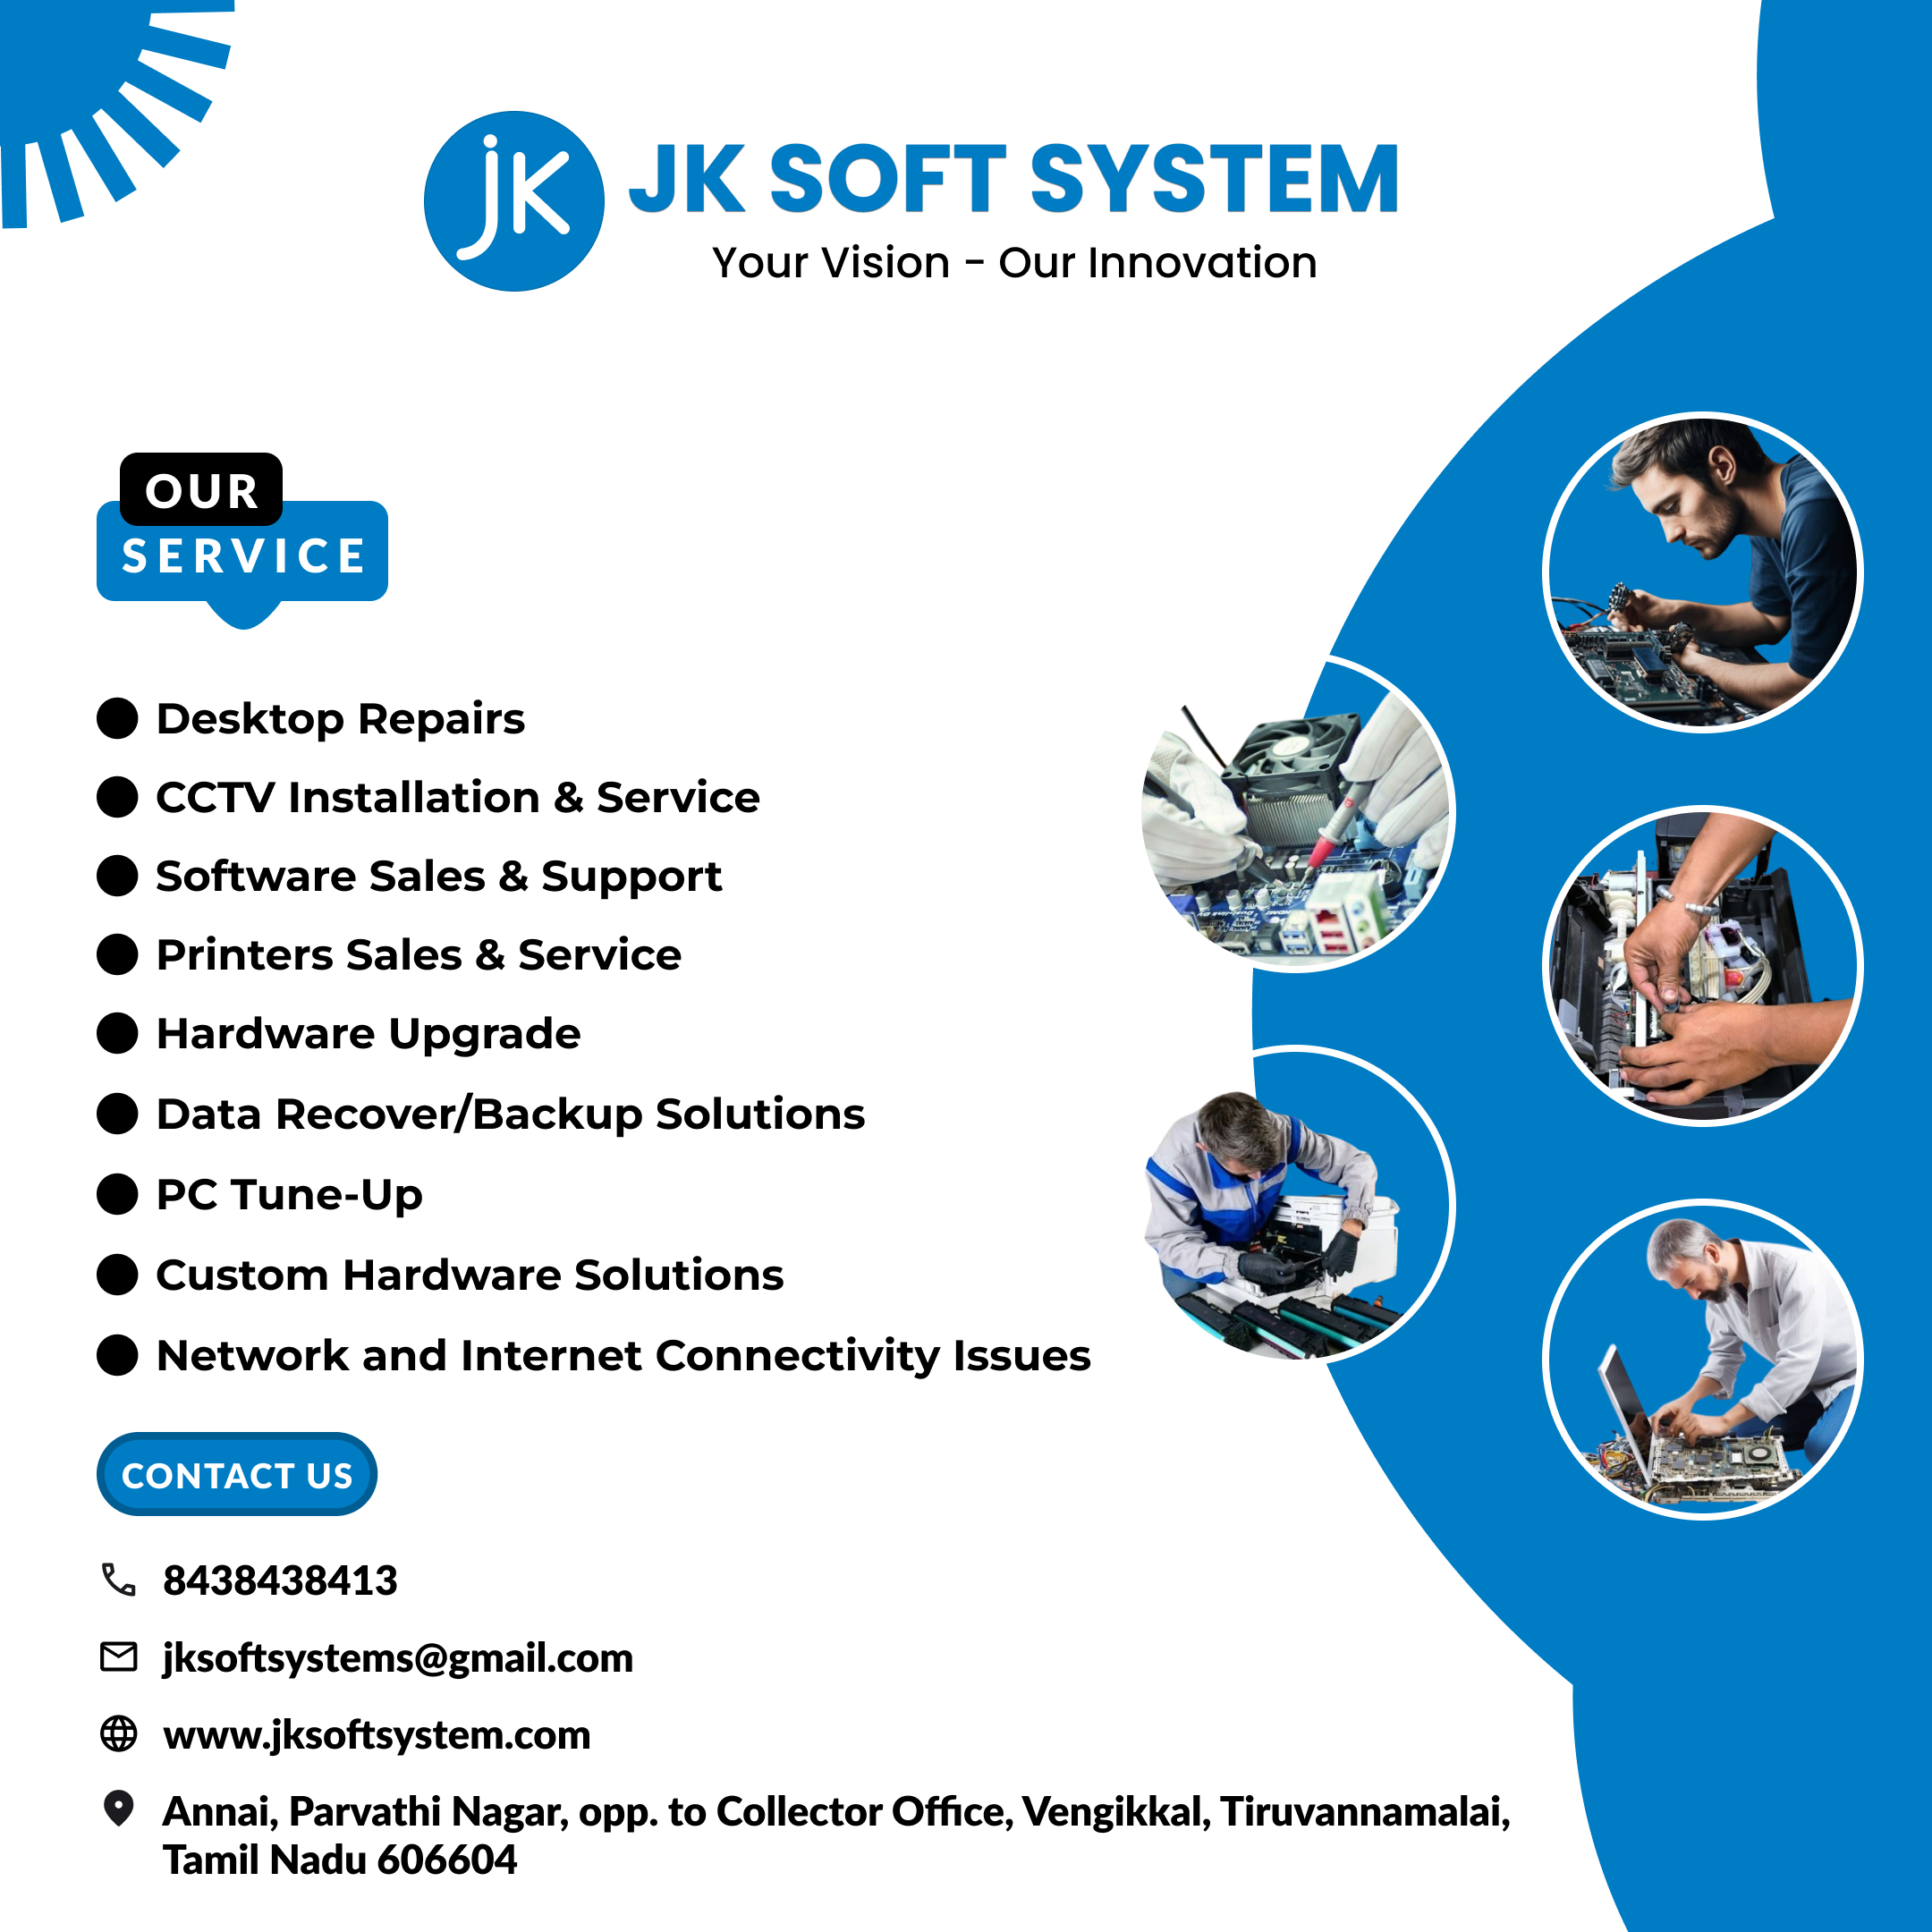 jK
JK SOFT SYSTEM
Your Vision - Our Innovation
OUR
SERVICE
Desktop Repairs
CCTV Installation & Service
Software Sales & Support
Printers Sales & Service
Hardware Upgrade
Data Recover/Backup Solutions
PC Tune-Up
Custom Hardware Solutions
Network and Internet Connectivity Issues
CONTACT US
8438438413
jksoftsystems@gmail.com
www.jksoftsystem.com
Annai, Parvathi Nagar, opp. to Collector Office, Vengikkal, Tiruvannamalai,
Tamil Nadu 606604